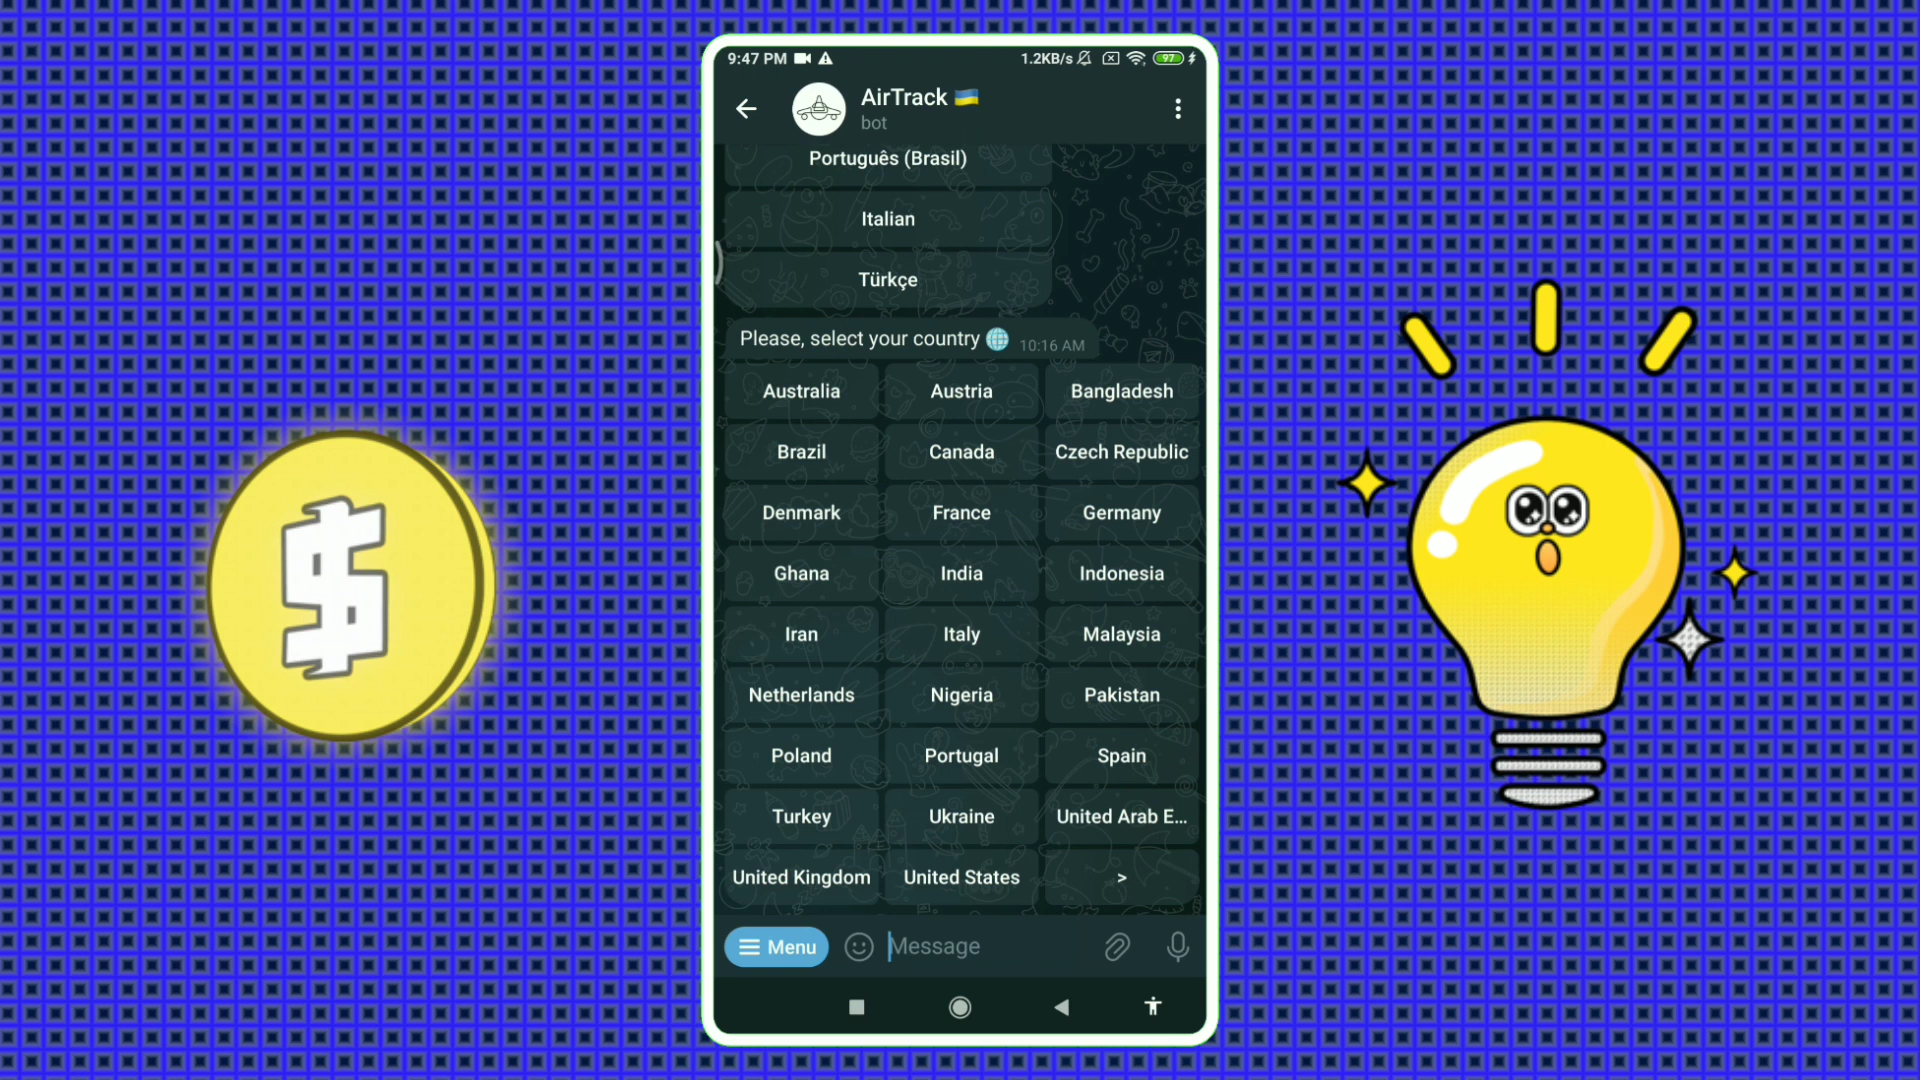 9:47 PM 1.2KB/s 97
AirTrack
bot
Português (Brasil)
Italian
Türkçe
Please, select your country 10:16 AM
Australia Austria Bangladesh
Brazil Canada Czech Republic
Denmark France Germany
Ghana India Indonesia
Iran Italy Malaysia
Netherlands Nigeria Pakistan
Poland Portugal Spain
Turkey Ukraine United Arab E...
United Kingdom United States >
Menu Message
$